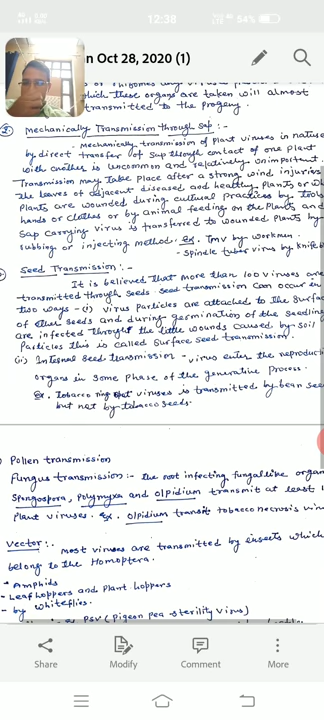 12:38
54%
n Oct 28, 2020 (1)
which these organs are taken will almost
transmitted to the progeny.
Mechanically Transmission through Sap :-
- Mechanically transmission of plant viruses in nature
by direct transfer of sap through contact of one plant
with another is uncommon and relatively unimportant.
Transmission may take place after a strong wind injuries
the leaves of adjacent diseased and healthy plants or wh
plants are wounded during cultural practices by tools
hands or clothes or by animal feeding on the plants and
Sap carrying virus is transferred to wounded plants by
rubbing or injecting method. Ex. TMV by workmen.
- Spindle tuber virus by knife b
Seed Transmission :-
It is believed that more than 100 viruses are
transmitted through seeds. Seed transmission can occur in
two ways - (i) virus particles are attached to the surfac
of other seeds and during germination of the seedling
are infected through the little wounds caused by soil
Particles this is called Surface seed transmission.
(ii) Internal seed transmission - virus enter the reproducti
organs in some phase of the generative process.
Ex. Tobacco ring spot viruses is transmitted by bean see
but not by tobacco seeds.
) Pollen transmission
Fungus transmission :- the root infecting, fungal like organ
Spongospora, polymyxa and olpidium transmit at least 1
Plant viruses. Ex. olpidium transit tobacco necrosis viru
Vector :-
most viruses are transmitted by insects which
belong to the Homoptera.
- Amphids
- Leaf hoppers and plant hoppers
- by whiteflies.
PSV (Pigeon pea sterility virus)
Share
Modify
Comment
More